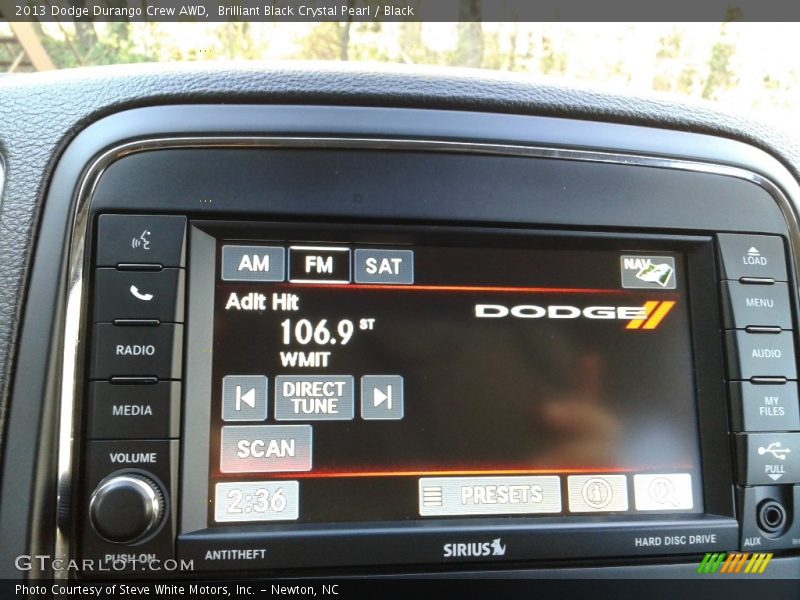 2013 Dodge Durango Crew AWD, Brilliant Black Crystal Pearl / Black
AM FM SAT NAV
Adlt Hit
106.9 ST
WMIT
DODGE
DIRECT
TUNE
SCAN
2:36 PRESETS
RADIO
MEDIA
VOLUME
PUSH-ON
LOAD
MENU
AUDIO
MY
FILES
PULL
AUX
ANTITHEFT
SIRIUS
HARD DISC DRIVE
GTCARLOT.COM
Photo Courtesy of Steve White Motors, Inc. – Newton, NC